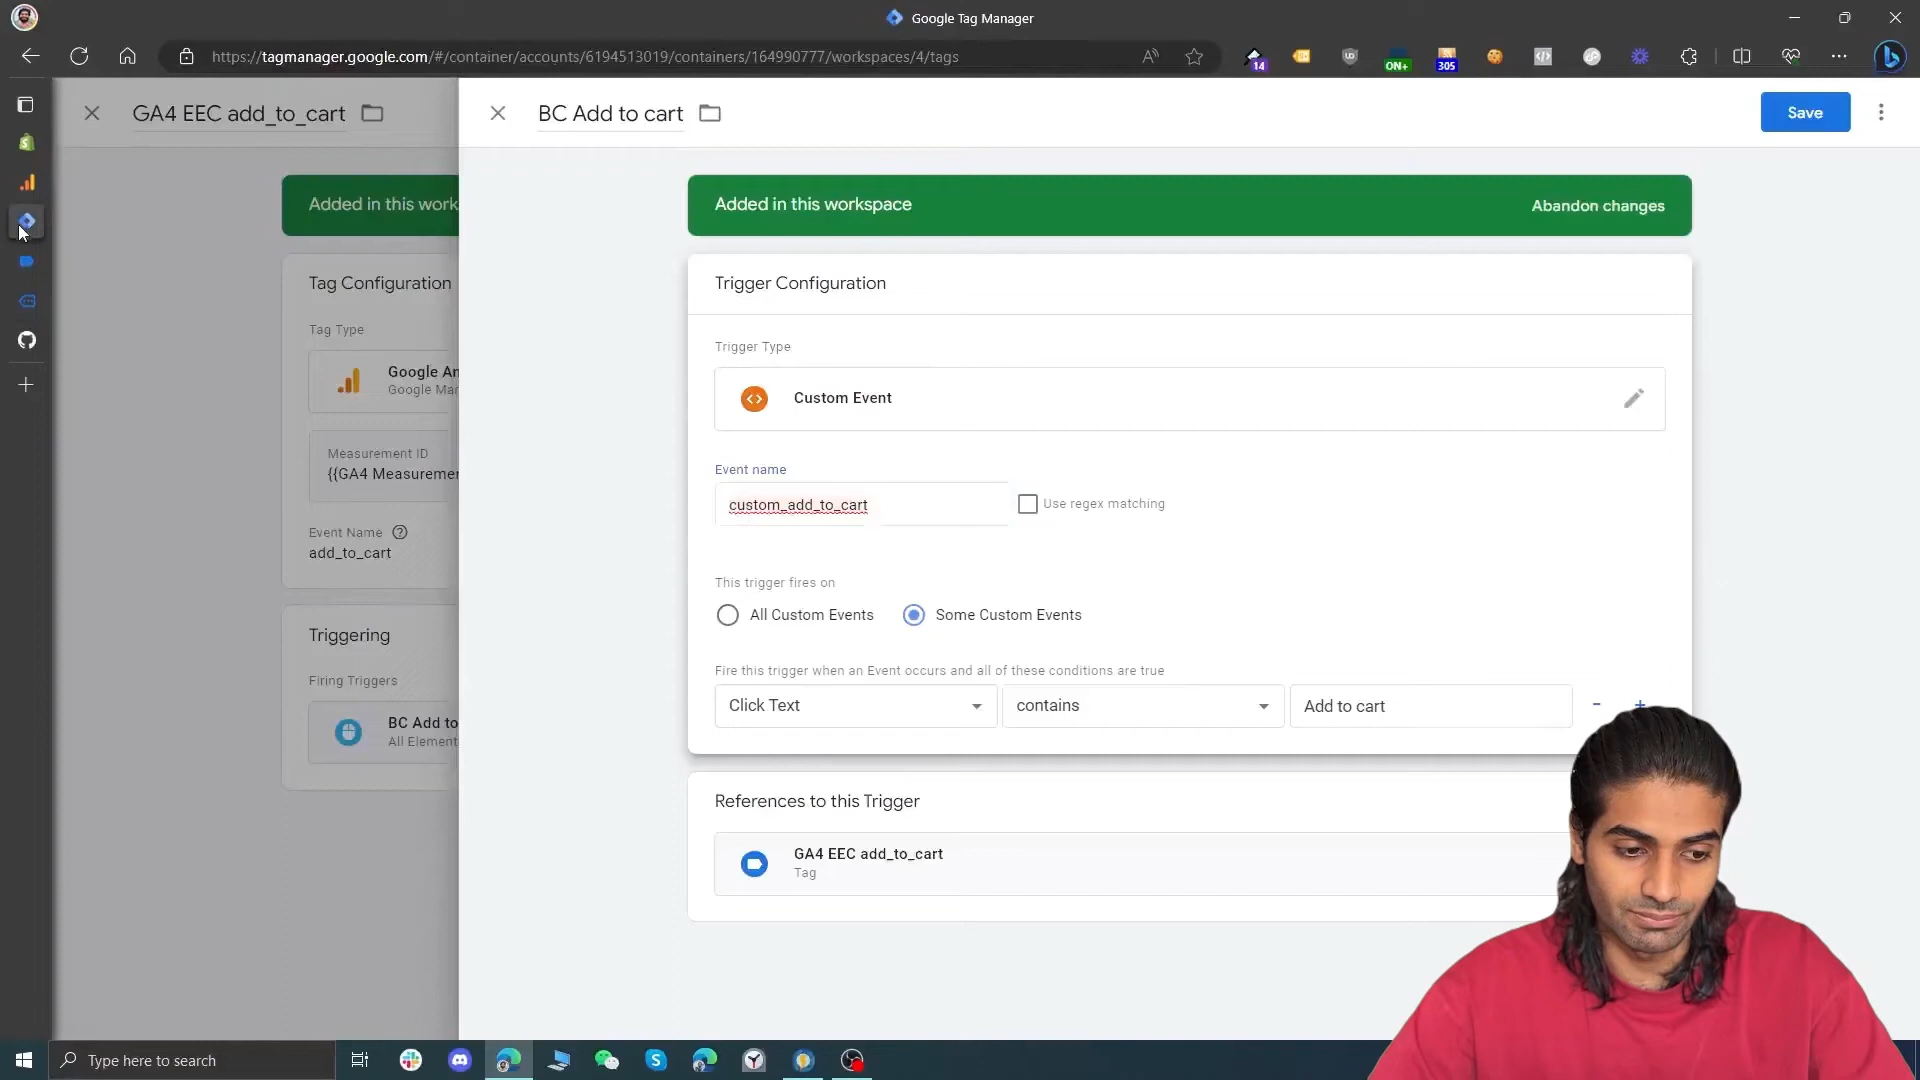 Google Tag Manager
https://tagmanager.google.com/#/container/accounts/6194513019/containers/164990777/workspaces/4/tags
14
ON+
305
GA4 EEC add_to_cart
BC Add to cart
Save
Added in this work
Added in this workspace
Abandon changes
Tag Configuration
Trigger Configuration
Tag Type
Trigger Type
Google An
Google Mar
Custom Event
Measurement ID
{{GA4 Measuremer
Event name
custom_add_to_cart
Use regex matching
Event Name
add_to_cart
This trigger fires on
All Custom Events
Some Custom Events
Triggering
Firing Triggers
Fire this trigger when an Event occurs and all of these conditions are true
Click Text
contains
Add to cart
- +
BC Add to
All Element
References to this Trigger
GA4 EEC add_to_cart
Tag
Type here to search